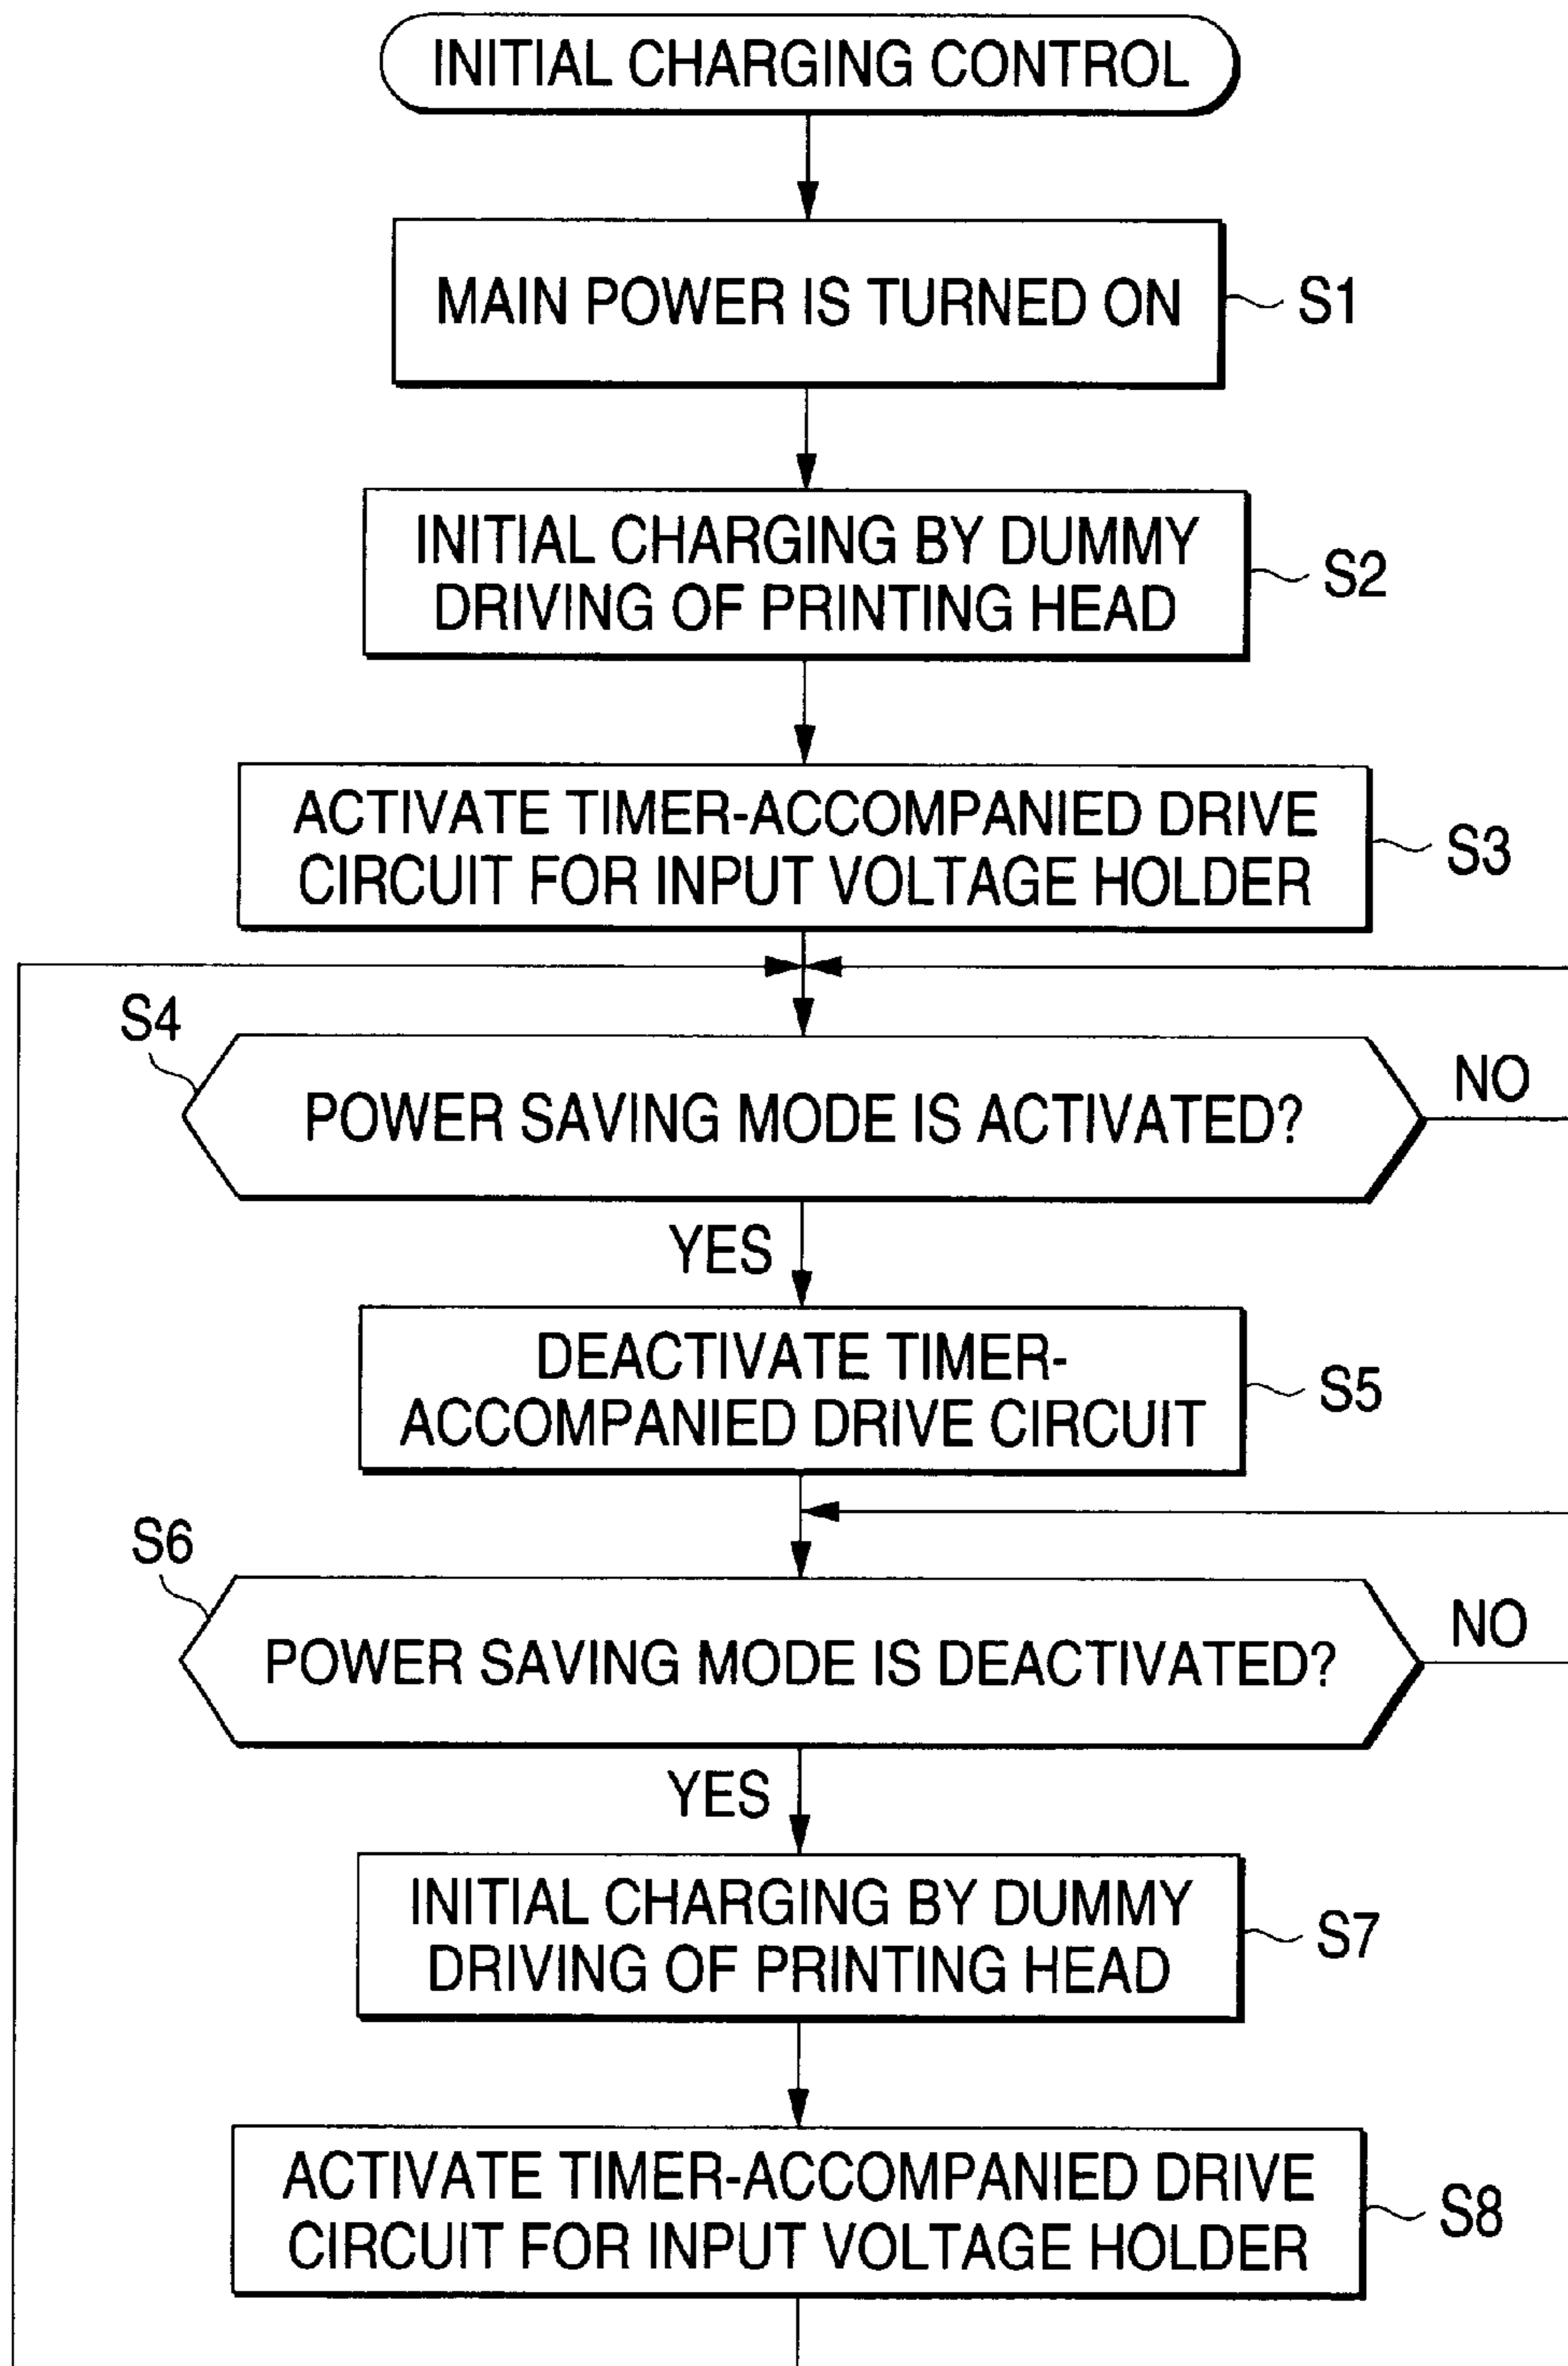 INITIAL CHARGING CONTROL
MAIN POWER IS TURNED ON
S1
INITIAL CHARGING BY DUMMY
DRIVING OF PRINTING HEAD
S2
ACTIVATE TIMER-ACCOMPANIED DRIVE
CIRCUIT FOR INPUT VOLTAGE HOLDER
S3
S4
POWER SAVING MODE IS ACTIVATED?
NO
YES
DEACTIVATE TIMER-
ACCOMPANIED DRIVE CIRCUIT
S5
S6
POWER SAVING MODE IS DEACTIVATED?
NO
YES
INITIAL CHARGING BY DUMMY
DRIVING OF PRINTING HEAD
S7
ACTIVATE TIMER-ACCOMPANIED DRIVE
CIRCUIT FOR INPUT VOLTAGE HOLDER
S8